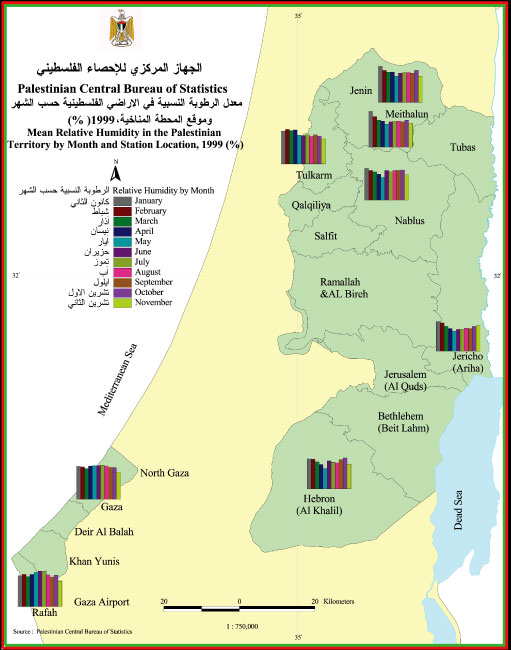 35'
الجهاز المركزي للإحصاء الفلسطيني
Palestinian Central Bureau of Statistics
معدل الرطوبة النسبية في الاراضي الفلسطينية حسب الشهر
وموقع المحطة المناخية، 1999( %)
Mean Relative Humidity in the Palestinian
Territory by Month and Station Location, 1999 (%)
N
الرطوبة النسبية حسب الشهر Relative Humidity by Month
كانون الثاني January
شباط February
آذار March
نيسان April
أيار May
حزيران June
تموز July
آب August
ايلول September
تشرين الاول October
تشرين الثاني November
Jenin
Meithalun
Tubas
Tulkarm
Qalqiliya
Nablus
Salfit
32'
32'
Ramallah
&AL Bireh
Mediterranean Sea
Jericho
(Ariha)
Jerusalem
(Al Quds)
Bethlehem
(Beit Lahm)
North Gaza
Hebron
(Al Khalil)
Gaza
Dead Sea
Deir Al Balah
Khan Yunis
Gaza Airport
Rafah
20 0 20 Kilometers
1 : 750,000
Source : Palestinian Central Bureau of Statistics
35'